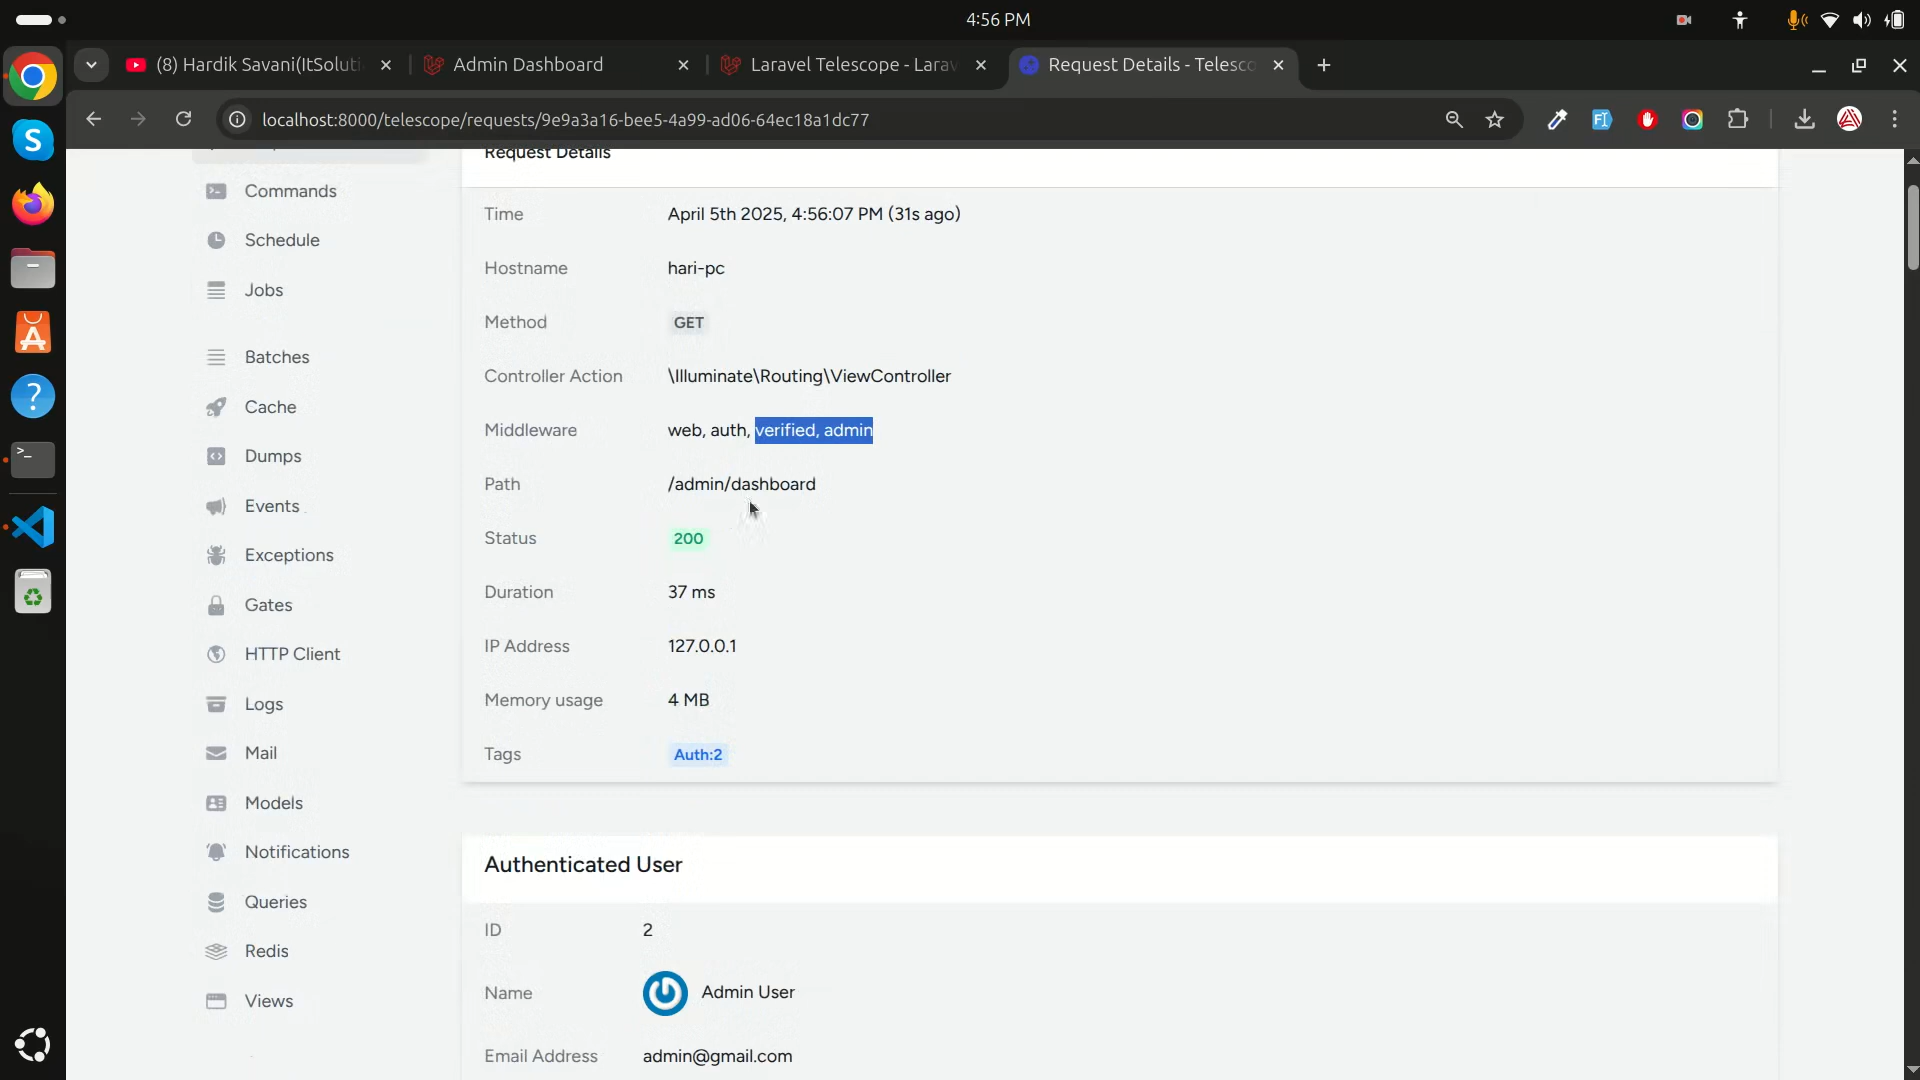 4:56 PM
(8) Hardik Savani(ItSoluti
Admin Dashboard
Laravel Telescope - Larav
Request Details - Telesco
localhost:8000/telescope/requests/9e9a3a16-bee5-4a99-ad06-64ec18a1dc77
Request Details
Commands
Schedule
Jobs
Batches
Cache
Dumps
Events
Exceptions
Gates
HTTP Client
Logs
Mail
Models
Notifications
Queries
Redis
Views
Time April 5th 2025, 4:56:07 PM (31s ago)
Hostname hari-pc
Method GET
Controller Action \Illuminate\Routing\ViewController
Middleware web, auth, verified, admin
Path /admin/dashboard
Status 200
Duration 37 ms
IP Address 127.0.0.1
Memory usage 4 MB
Tags Auth:2
Authenticated User
ID 2
Name Admin User
Email Address admin@gmail.com